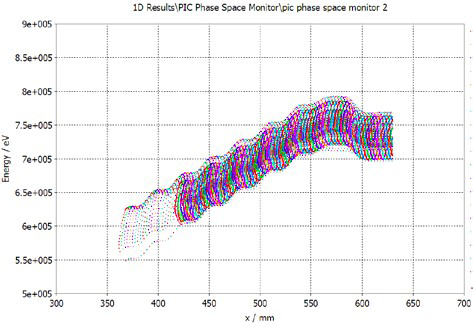 1D Results\PIC Phase Space Monitor\pic phase space monitor 2
9e+005
8.5e+005
8e+005
7.5e+005
7e+005
6.5e+005
6e+005
5.5e+005
5e+005
Energy / eV
300 350 400 450 500 550 600 650 700
x / mm